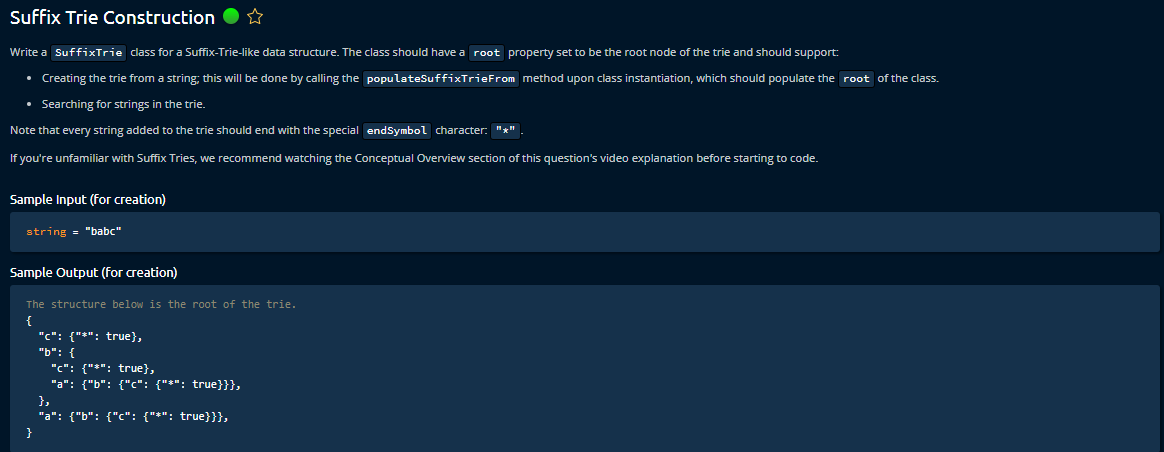 Suffix Trie Construction
Write a SuffixTrie class for a Suffix-Trie-like data structure. The class should have a root property set to be the root node of the trie and should support:
• Creating the trie from a string; this will be done by calling the populateSuffixTrieFrom method upon class instantiation, which should populate the root of the class.
• Searching for strings in the trie.
Note that every string added to the trie should end with the special endSymbol character: "*".
If you're unfamiliar with Suffix Tries, we recommend watching the Conceptual Overview section of this question's video explanation before starting to code.
Sample Input (for creation)
string = "babc"
Sample Output (for creation)
The structure below is the root of the trie.
{
  "c": {"*": true},
  "b": {
    "c": {"*": true},
    "a": {"b": {"c": {"*": true}}},
  },
  "a": {"b": {"c": {"*": true}}},
}